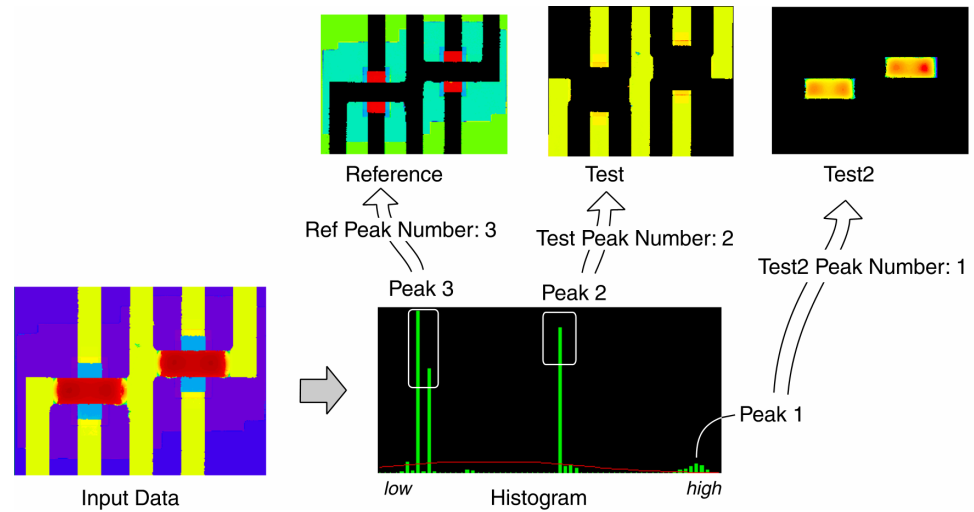 Reference
Test
Test2
Ref Peak Number: 3
Test Peak Number: 2
Test2 Peak Number: 1
Peak 3
Peak 2
Peak 1
low
high
Input Data
Histogram